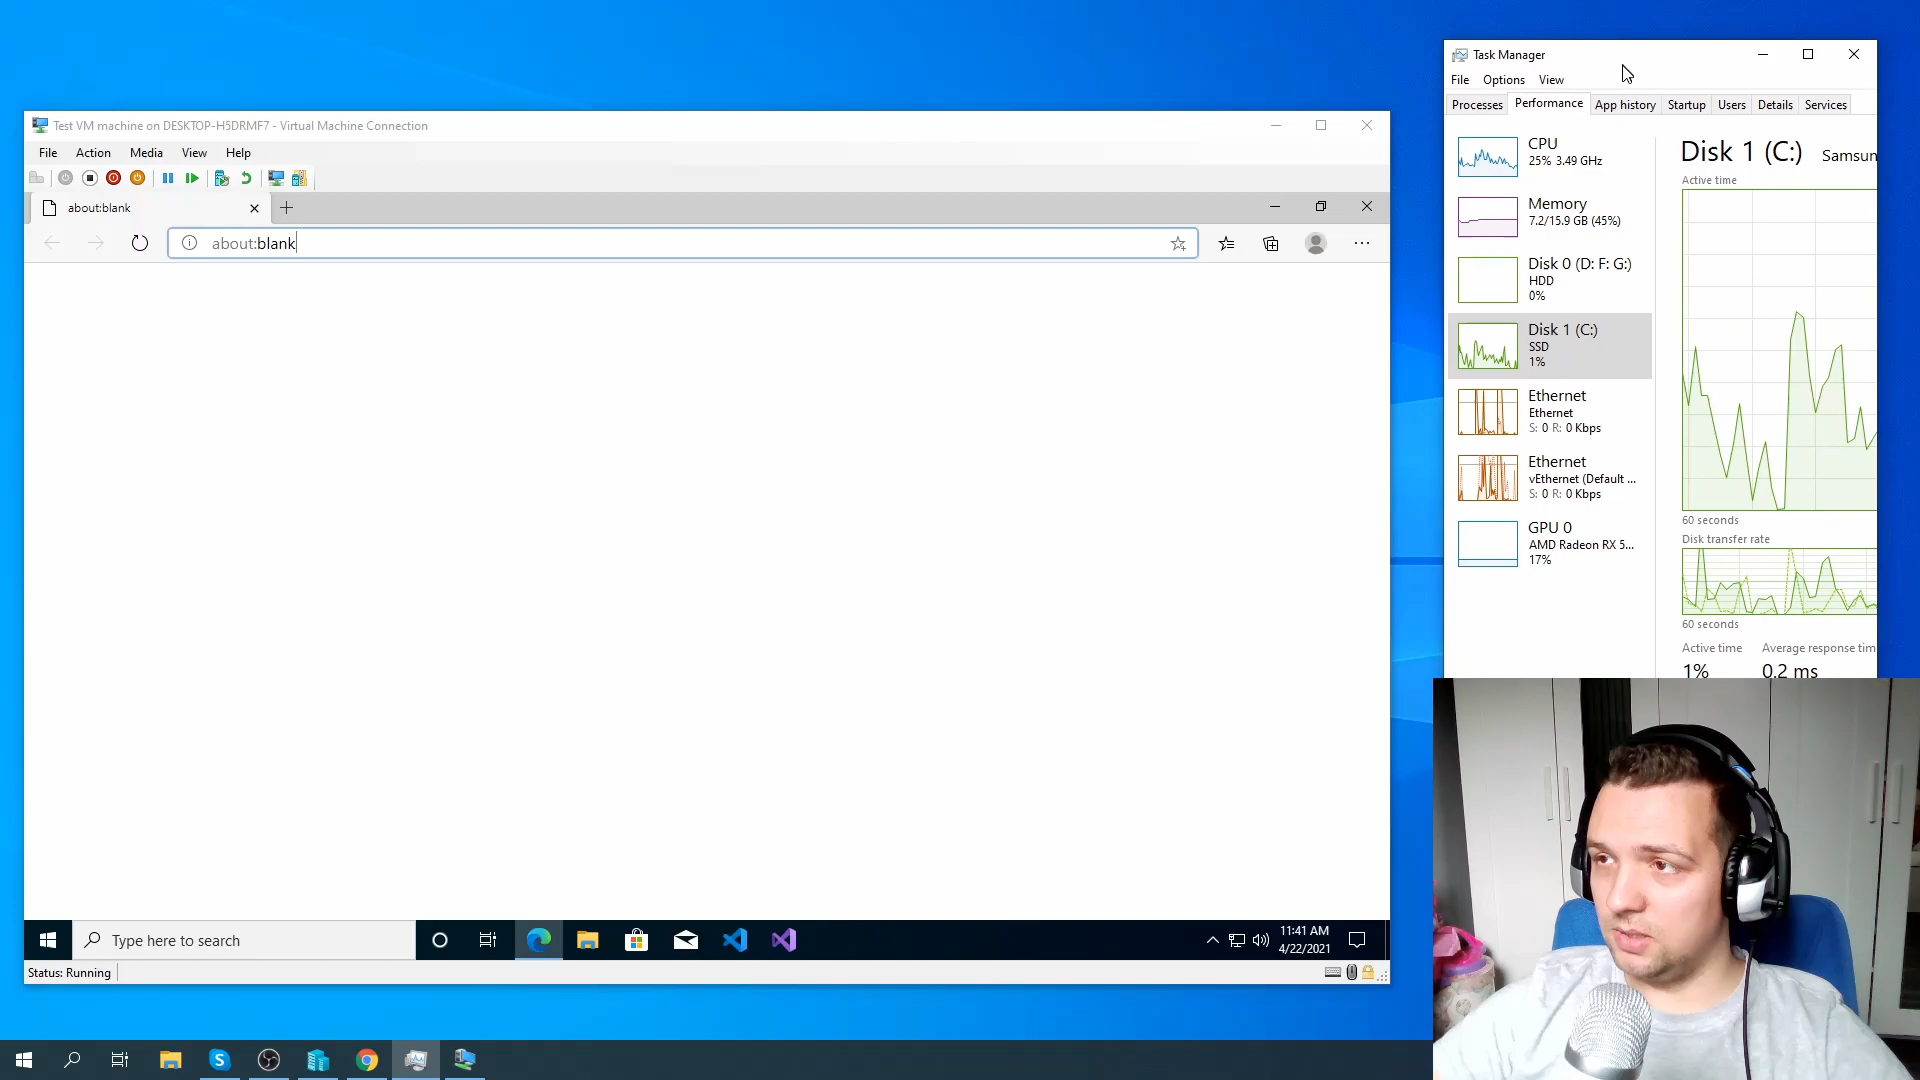 Test VM machine on DESKTOP-H5DRMF7 - Virtual Machine Connection
File Action Media View Help
about:blank
about:blank
Type here to search
11:41 AM
4/22/2021
Status: Running
Task Manager
File Options View
Processes Performance App history Startup Users Details Services
CPU
25% 3.49 GHz
Memory
7.2/15.9 GB (45%)
Disk 0 (D: F: G:)
HDD
0%
Disk 1 (C:)
SSD
1%
Ethernet
Ethernet
S: 0 R: 0 Kbps
Ethernet
vEthernet (Default ...
S: 0 R: 0 Kbps
GPU 0
AMD Radeon RX 5...
17%
Disk 1 (C:) Samsun
Active time
60 seconds
Disk transfer rate
60 seconds
Active time Average response tim
1% 0.2 ms